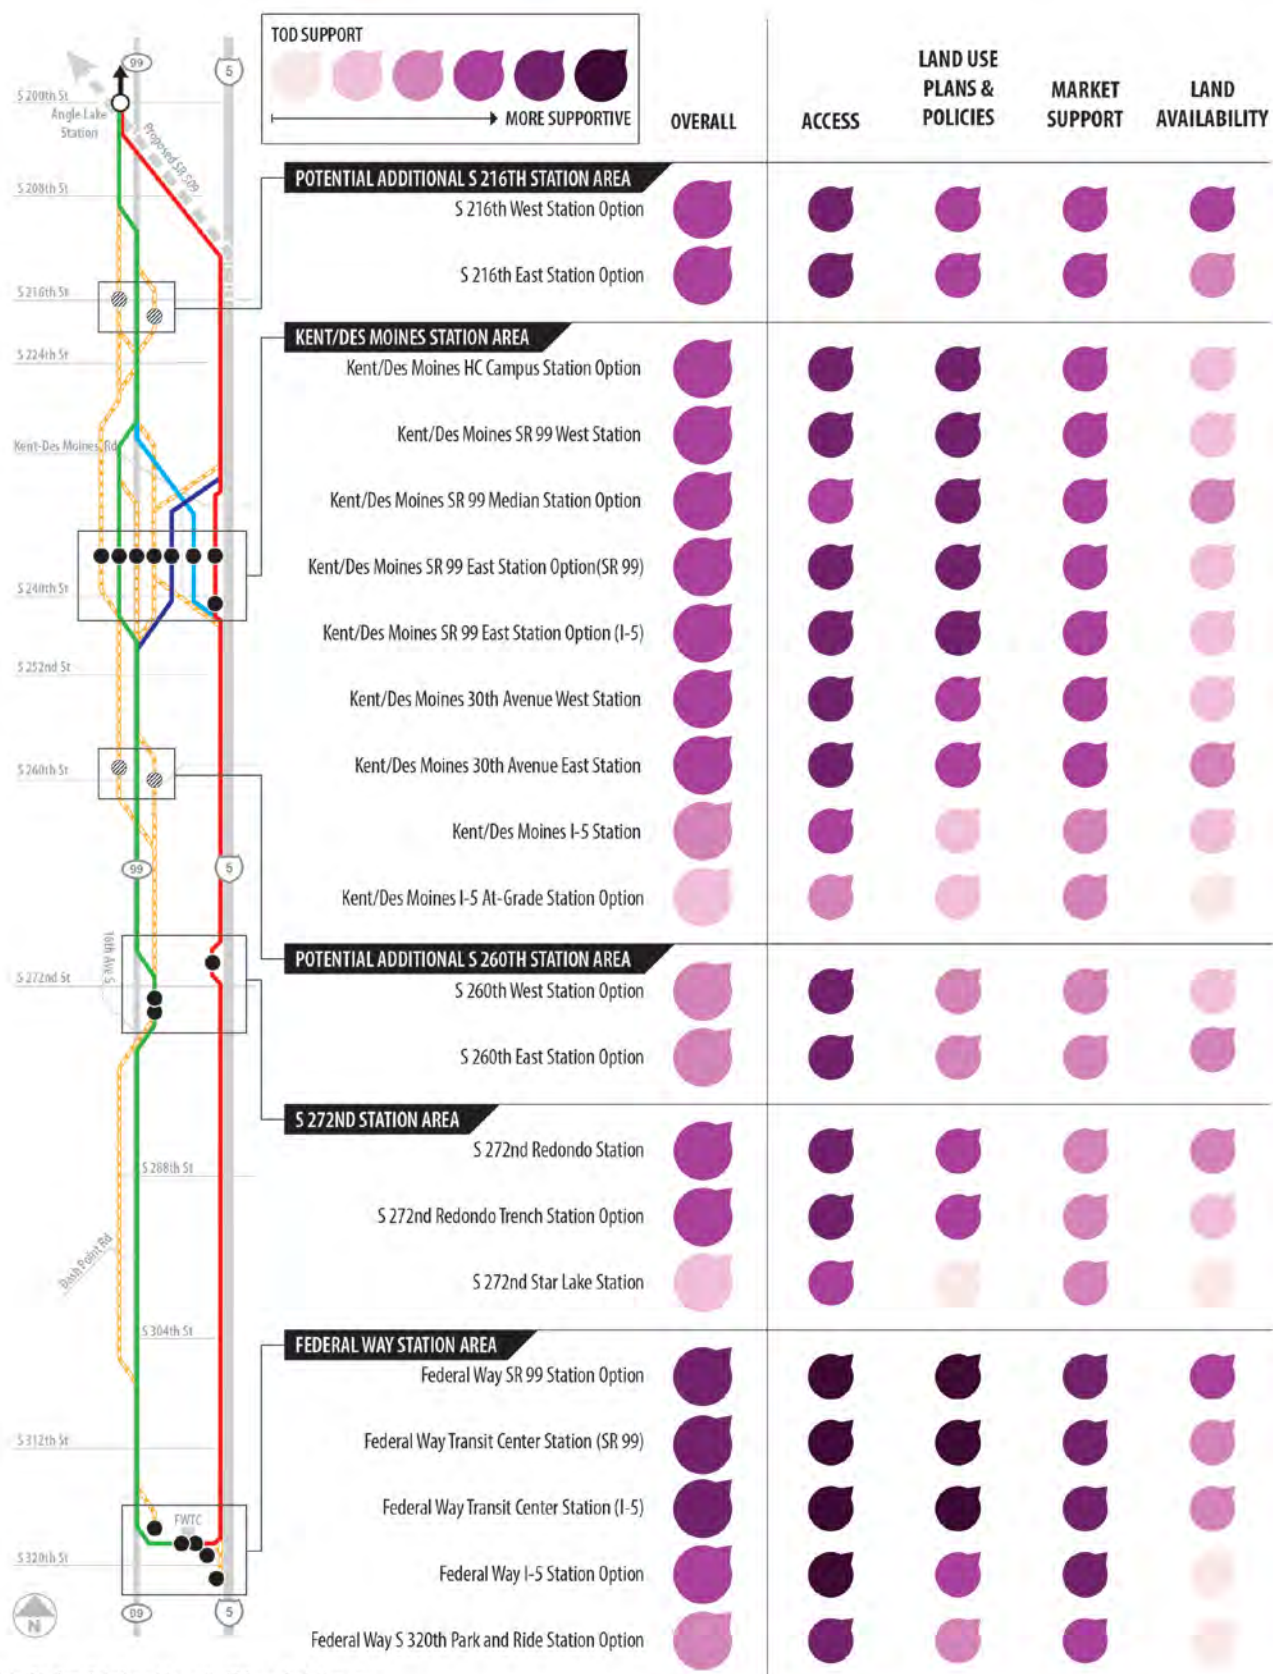 TOD SUPPORT
MORE SUPPORTIVE
OVERALL
ACCESS
LAND USE
PLANS &
POLICIES
MARKET
SUPPORT
LAND
AVAILABILITY
99
5
S 200th St
Angle Lake
Station
Proposed SR 509
S 208th St
S 216th St
S 224th St
Kent-Des Moines Rd
S 240th St
S 252nd St
S 260th St
99
5
16th Ave S
S 272nd St
S 288th St
Dash Point Rd
S 304th St
S 312th St
FWTC
S 320th St
N
99
5
POTENTIAL ADDITIONAL S 216TH STATION AREA
S 216th West Station Option
S 216th East Station Option
KENT/DES MOINES STATION AREA
Kent/Des Moines HC Campus Station Option
Kent/Des Moines SR 99 West Station
Kent/Des Moines SR 99 Median Station Option
Kent/Des Moines SR 99 East Station Option(SR 99)
Kent/Des Moines SR 99 East Station Option (I-5)
Kent/Des Moines 30th Avenue West Station
Kent/Des Moines 30th Avenue East Station
Kent/Des Moines I-5 Station
Kent/Des Moines I-5 At-Grade Station Option
POTENTIAL ADDITIONAL S 260TH STATION AREA
S 260th West Station Option
S 260th East Station Option
S 272ND STATION AREA
S 272nd Redondo Station
S 272nd Redondo Trench Station Option
S 272nd Star Lake Station
FEDERAL WAY STATION AREA
Federal Way SR 99 Station Option
Federal Way Transit Center Station (SR 99)
Federal Way Transit Center Station (I-5)
Federal Way I-5 Station Option
Federal Way S 320th Park and Ride Station Option